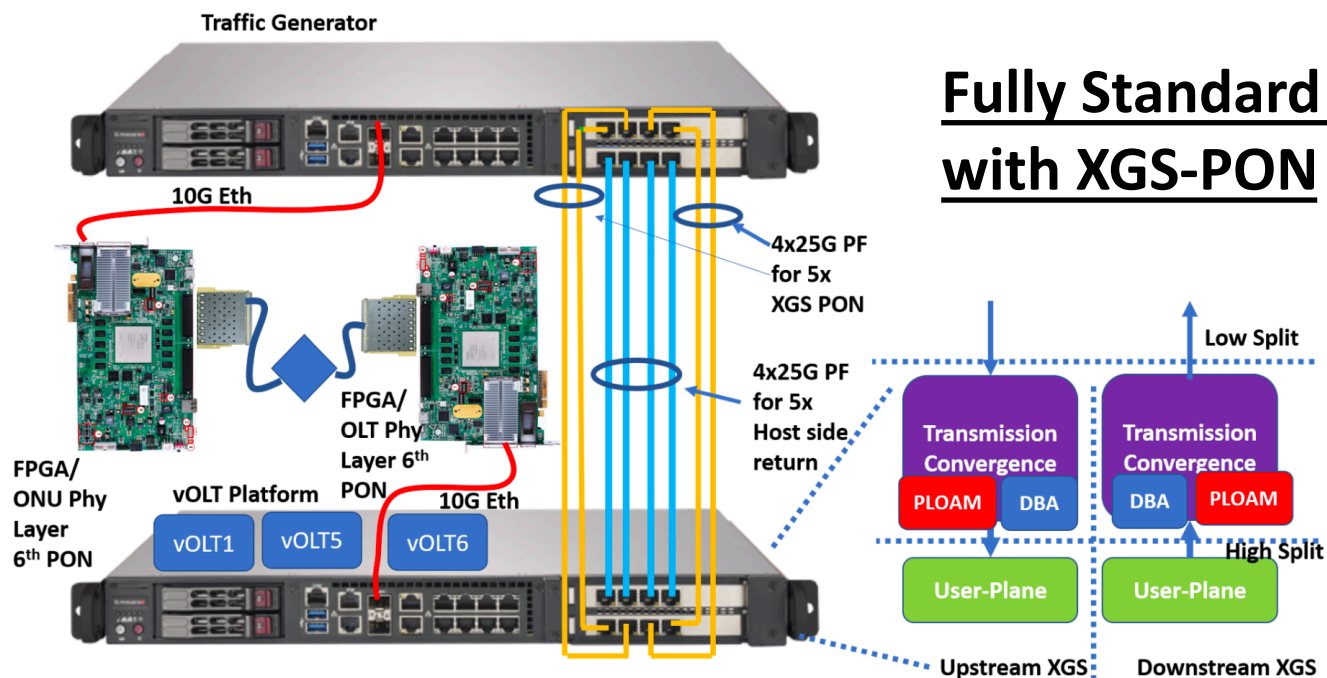 Traffic Generator
Fully Standard
with XGS-PON
10G Eth
4x25G PF
for 5x
XGS PON
Low Split
4x25G PF
for 5x
Host side
return
FPGA/
OLT Phy
Layer 6th
PON
FPGA/
ONU Phy
Layer
6th PON
vOLT Platform
10G Eth
vOLT1
vOLT5
vOLT6
Transmission
Convergence
PLOAM
DBA
Transmission
Convergence
DBA
PLOAM
High Split
User-Plane
User-Plane
Upstream XGS
Downstream XGS